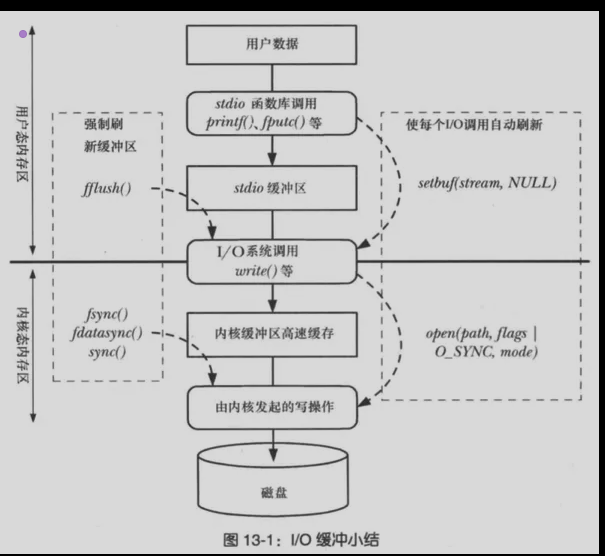 用户数据
stdio 函数库调用
printf()、fputc() 等
用户态内存区
强制刷
新缓冲区
使每个I/O调用自动刷新
fflush()
stdio 缓冲区
setbuf(stream, NULL)
I/O系统调用
write() 等
内核态内存区
fsync()
fdatasync()
sync()
内核缓冲区高速缓存
open(path, flags |
O_SYNC, mode)
由内核发起的写操作
磁盘
图 13-1：I/O 缓冲小结